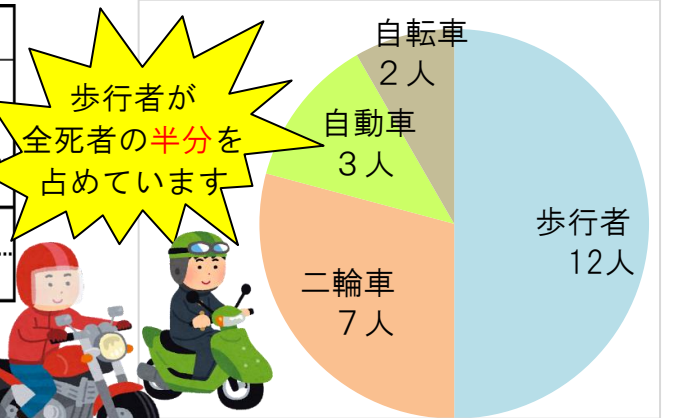 歩行者が
全死者の半分を
占めています
自転車
２人
自動車
３人
歩行者
12人
二輪車
７人